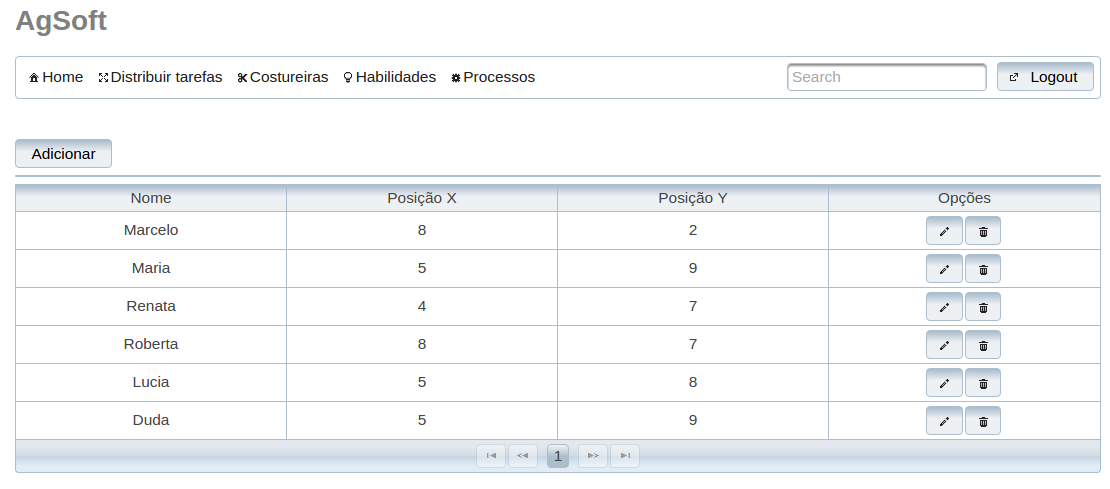 AgSoft
Home Distribuir tarefas Costureiras Habilidades Processos Search Logout
Adicionar
Nome Posição X Posição Y Opções
Marcelo 8 2
Maria 5 9
Renata 4 7
Roberta 8 7
Lucia 5 8
Duda 5 9
1